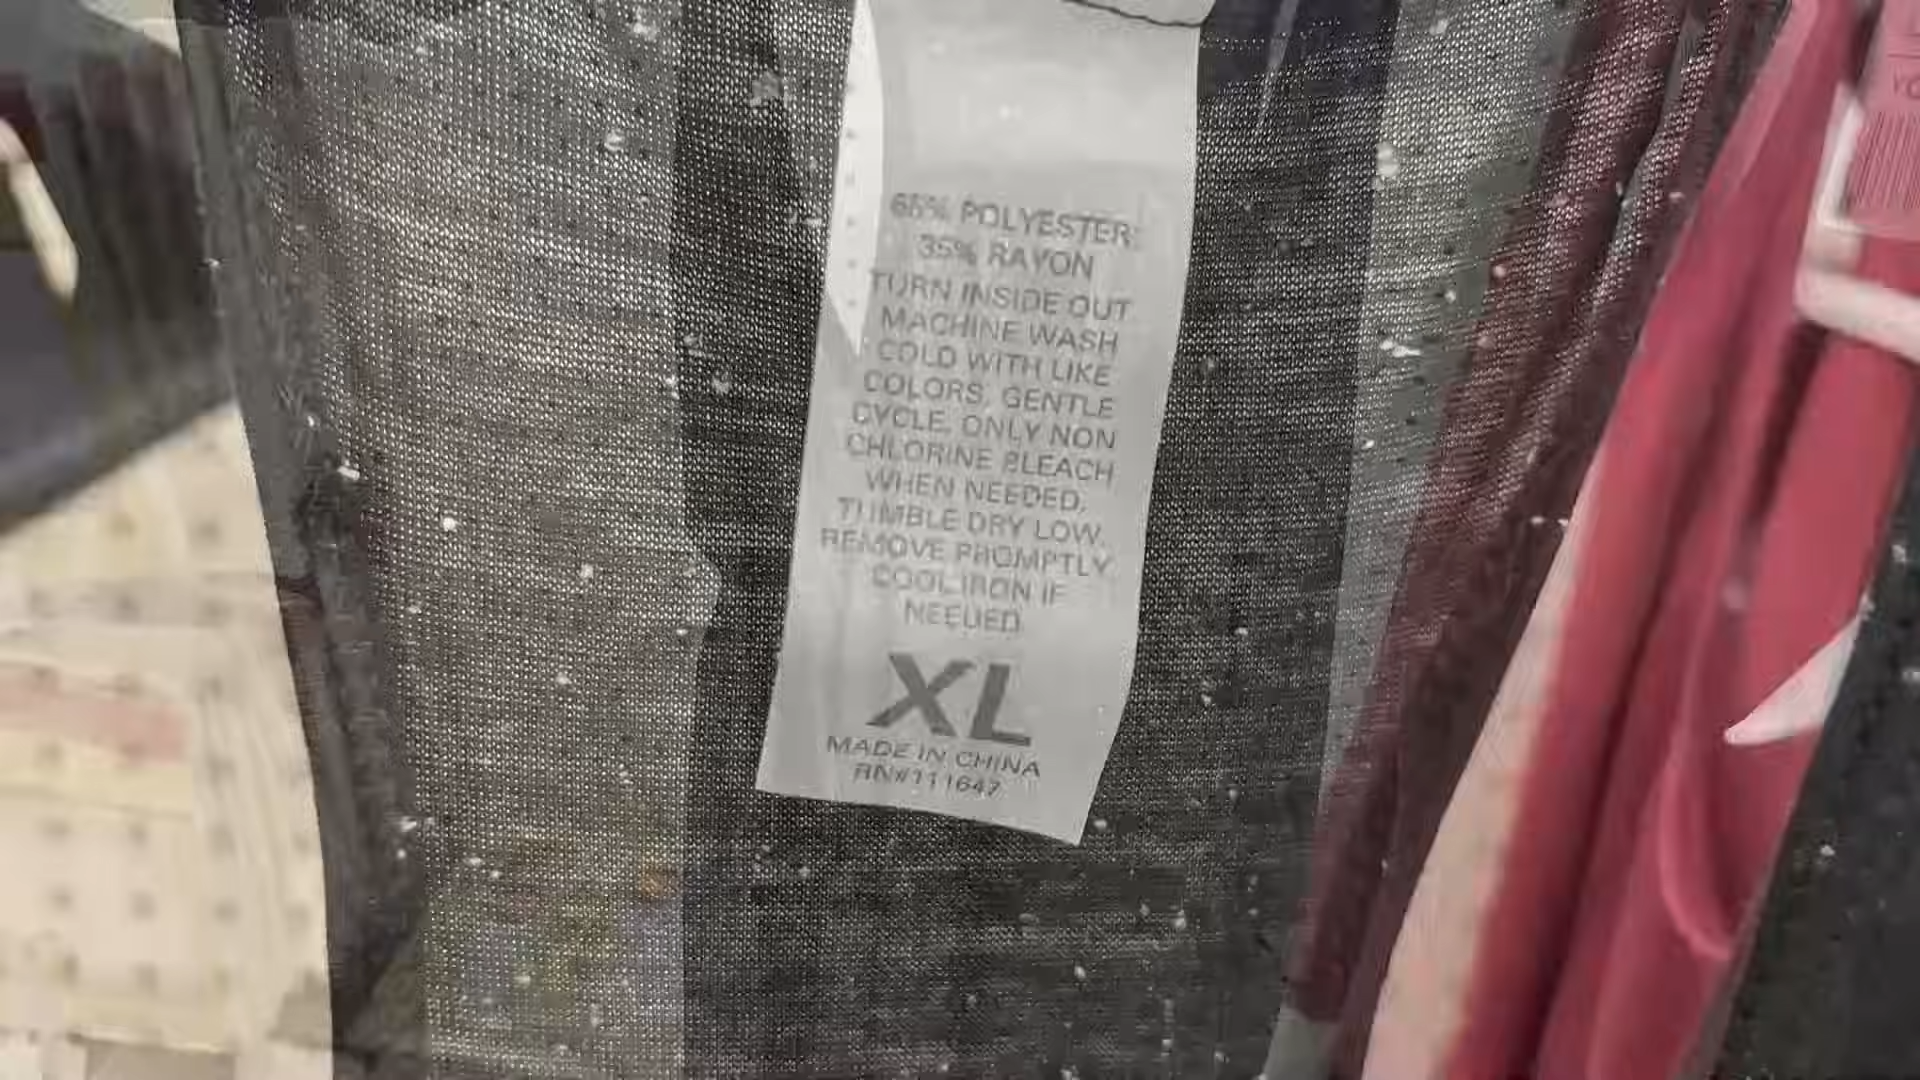 65% POLYESTER
35% RAYON
TURN INSIDE OUT
MACHINE WASH
COLD WITH LIKE
COLORS, GENTLE
CYCLE. ONLY NON
CHLORINE BLEACH
WHEN NEEDED.
TUMBLE DRY LOW.
REMOVE PROMPTLY
COOL IRON IF
NEEDED
XL
MADE IN CHINA
RN#111647